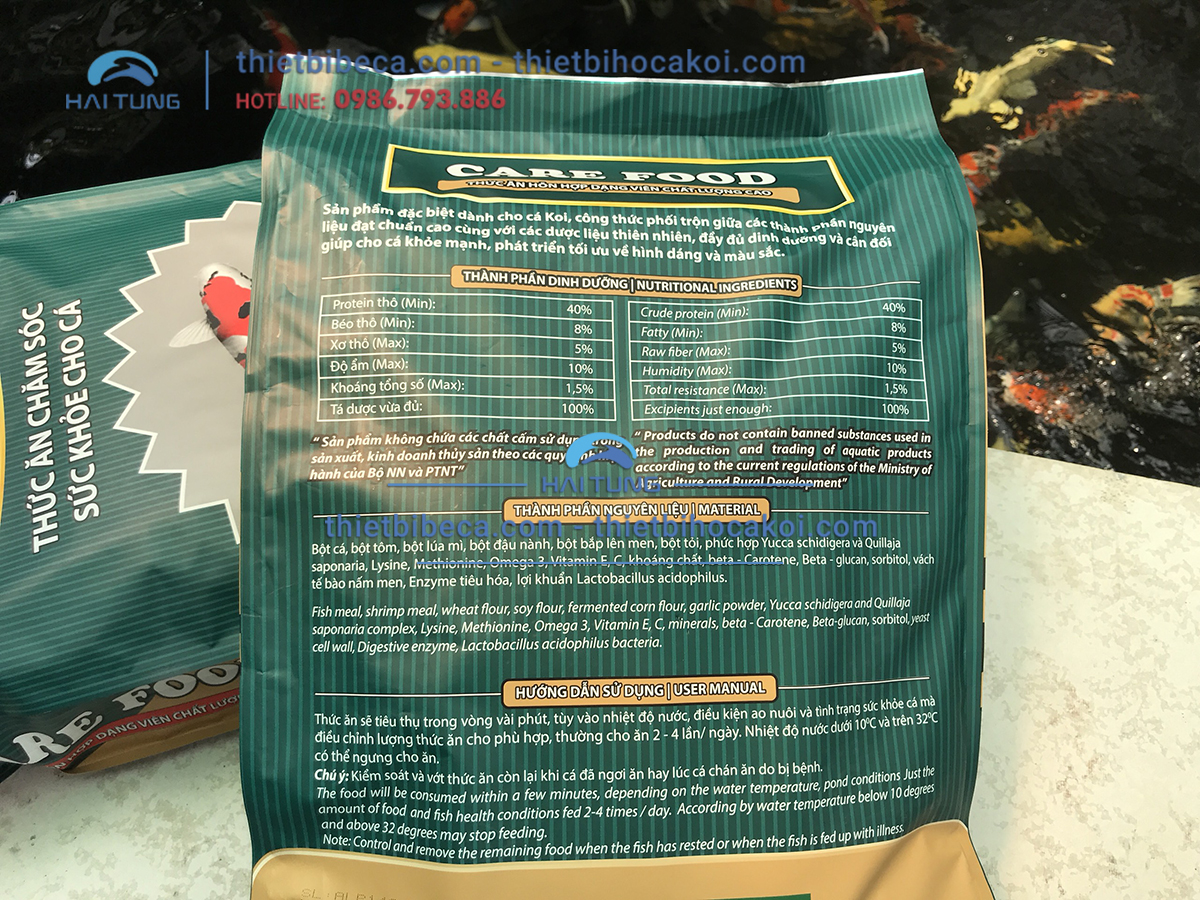 thietbibeca.com - thietbihocakoi.com
HAI TUNG
HOTLINE: 0986.793.886
CARE FOOD
THỨC ĂN HỖN HỢP DẠNG VIÊN CHẤT LƯỢNG CAO
Sản phẩm đặc biệt dành cho cá Koi, công thức phối trộn giữa các thành phần nguyên
liệu đạt chuẩn cao cùng với các dược liệu thiên nhiên, đầy đủ dinh dưỡng và cân đối
giúp cho cá khỏe mạnh, phát triển tối ưu về hình dáng và màu sắc.
THÀNH PHẦN DINH DƯỠNG | NUTRITIONAL INGREDIENTS
Protein thô (Min): 40%
Béo thô (Min): 8%
Xơ thô (Max): 5%
Độ ẩm (Max): 10%
Khoáng tổng số (Max): 1,5%
Tá dược vừa đủ: 100%
Crude protein (Min): 40%
Fatty (Min): 8%
Raw fiber (Max): 5%
Humidity (Max): 10%
Total resistance (Max): 1,5%
Excipients just enough: 100%
“ Sản phẩm không chứa các chất cấm sử dụng trong
sản xuất, kinh doanh thủy sản theo các quy
hành của Bộ NN và PTNT”
“ Products do not contain banned substances used in
the production and trading of aquatic products
according to the current regulations of the Ministry of
Agriculture and Rural Development”
HAI TUNG
THÀNH PHẦN NGUYÊN LIỆU | MATERIAL
thietbibeca.com - thietbihocakoi.com
Bột cá, bột tôm, bột lúa mì, bột đậu nành, bột bắp lên men, bột tỏi, phức hợp Yucca schidigera và Quillaja
saponaria, Lysine, Methionine, Omega 3, Vitamin E, C, khoáng chất, beta - Carotene, Beta - glucan, sorbitol, vách
tế bào nấm men, Enzyme tiêu hóa, lợi khuẩn Lactobacillus acidophilus.
Fish meal, shrimp meal, wheat flour, soy flour, fermented corn flour, garlic powder, Yucca schidigera and Quillaja
saponaria complex, Lysine, Methionine, Omega 3, Vitamin E, C, minerals, beta - Carotene, Beta-glucan, sorbitol, yeast
cell wall, Digestive enzyme, Lactobacillus acidophilus bacteria.
HƯỚNG DẪN SỬ DỤNG | USER MANUAL
Thức ăn sẽ tiêu thụ trong vòng vài phút, tùy vào nhiệt độ nước, điều kiện ao nuôi và tình trạng sức khỏe cá mà
điều chỉnh lượng thức ăn cho phù hợp, thường cho ăn 2 - 4 lần/ ngày. Nhiệt độ nước dưới 10⁰C và trên 32⁰C
có thể ngưng cho ăn.
Chú ý: Kiểm soát và vớt thức ăn còn lại khi cá đã ngơi ăn hay lúc cá chán ăn do bị bệnh.
The food will be consumed within a few minutes, depending on the water temperature, pond conditions Just the
amount of food and fish health conditions fed 2-4 times / day. According by water temperature below 10 degrees
and above 32 degrees may stop feeding.
Note: Control and remove the remaining food when the fish has rested or when the fish is fed up with illness.
THỨC ĂN CHĂM SÓC
SỨC KHỎE CHO CÁ
ARE FOO
HỢP DẠNG VIÊN CHẤT LƯỢ